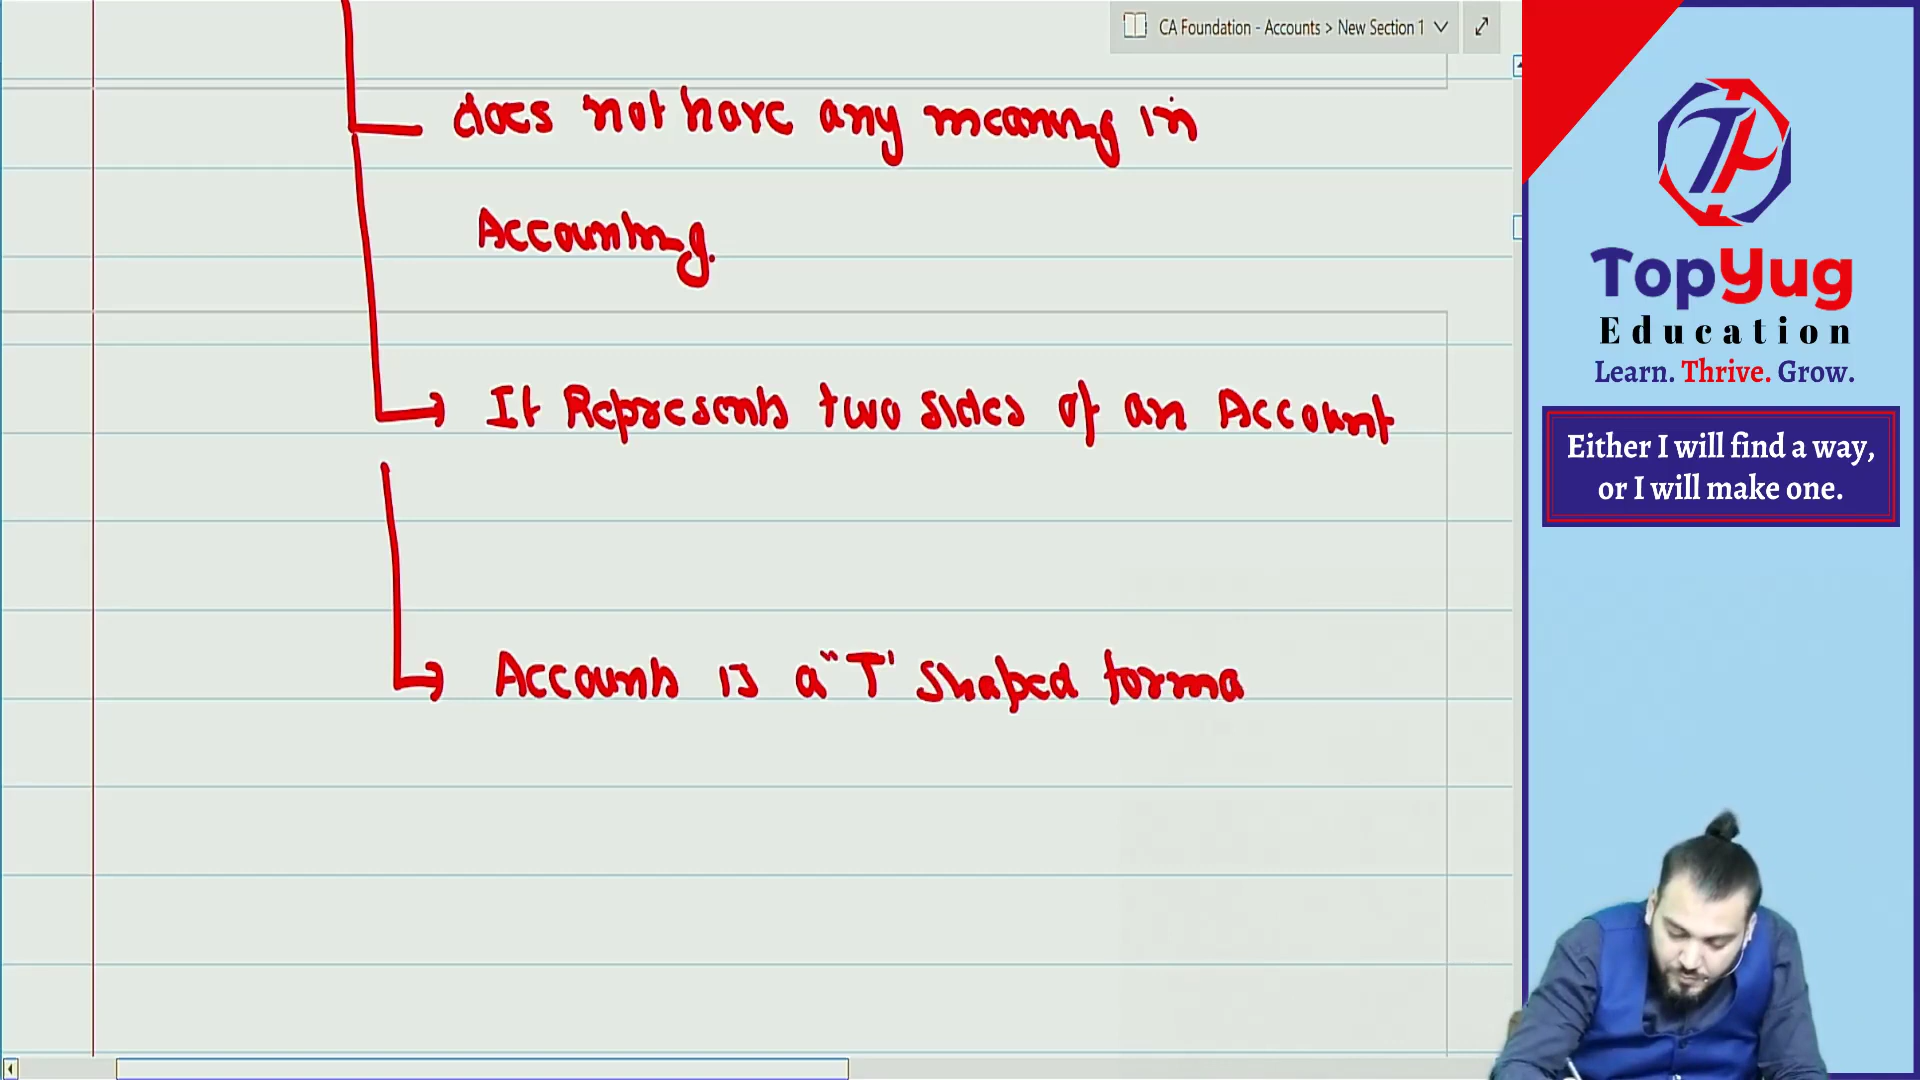 CA Foundation - Accounts > New Section 1
does not have any meaning in
Accounting.
It Represents two sides of an Account
Accounts is a "T" shaped forma
TopYug
Education
Learn. Thrive. Grow.
Either I will find a way,
or I will make one.